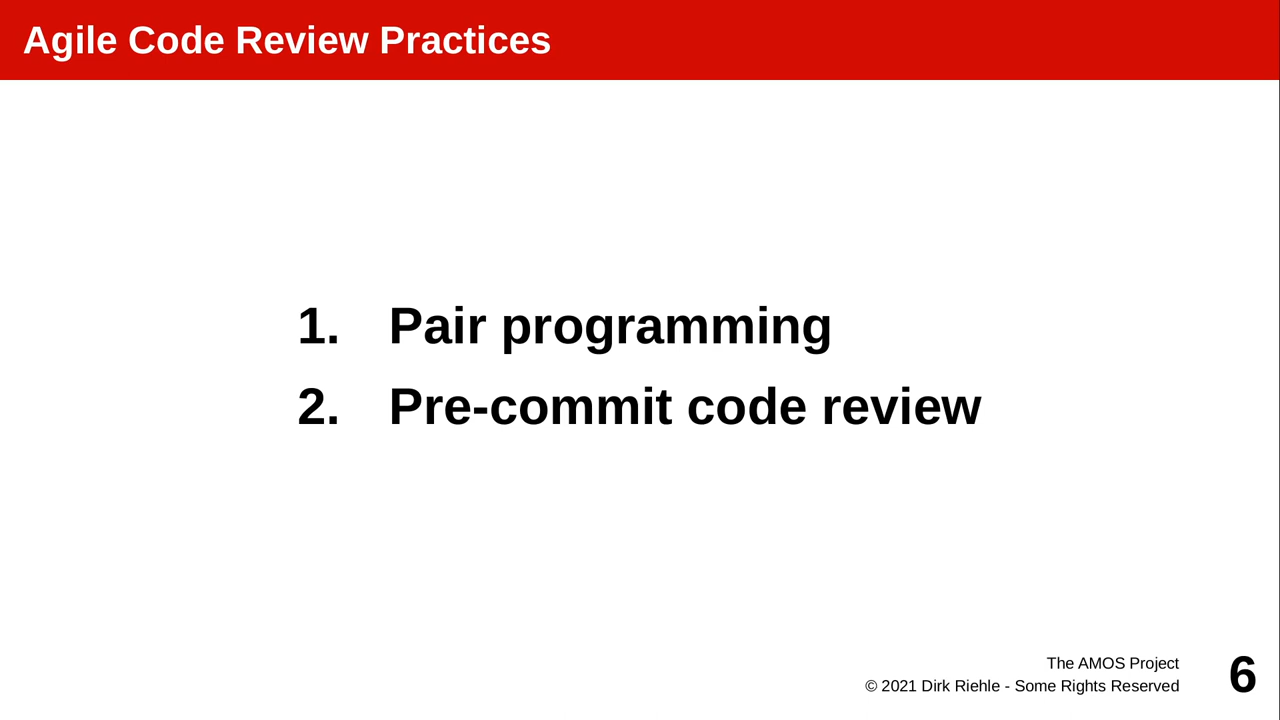 Agile Code Review Practices
1. Pair programming
2. Pre-commit code review
The AMOS Project
© 2021 Dirk Riehle - Some Rights Reserved
6